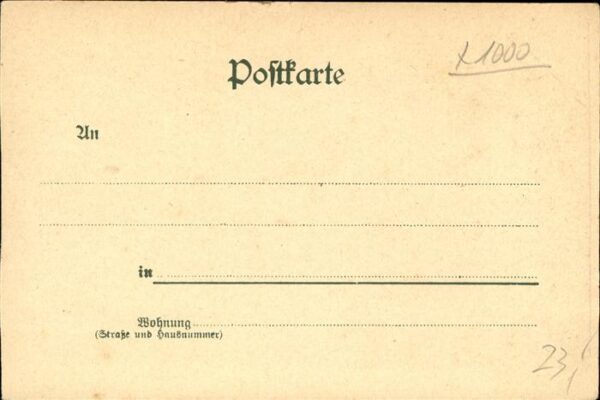 x1000
Postkarte
An
in
Wohnung
(Straße und Hausnummer)
23,